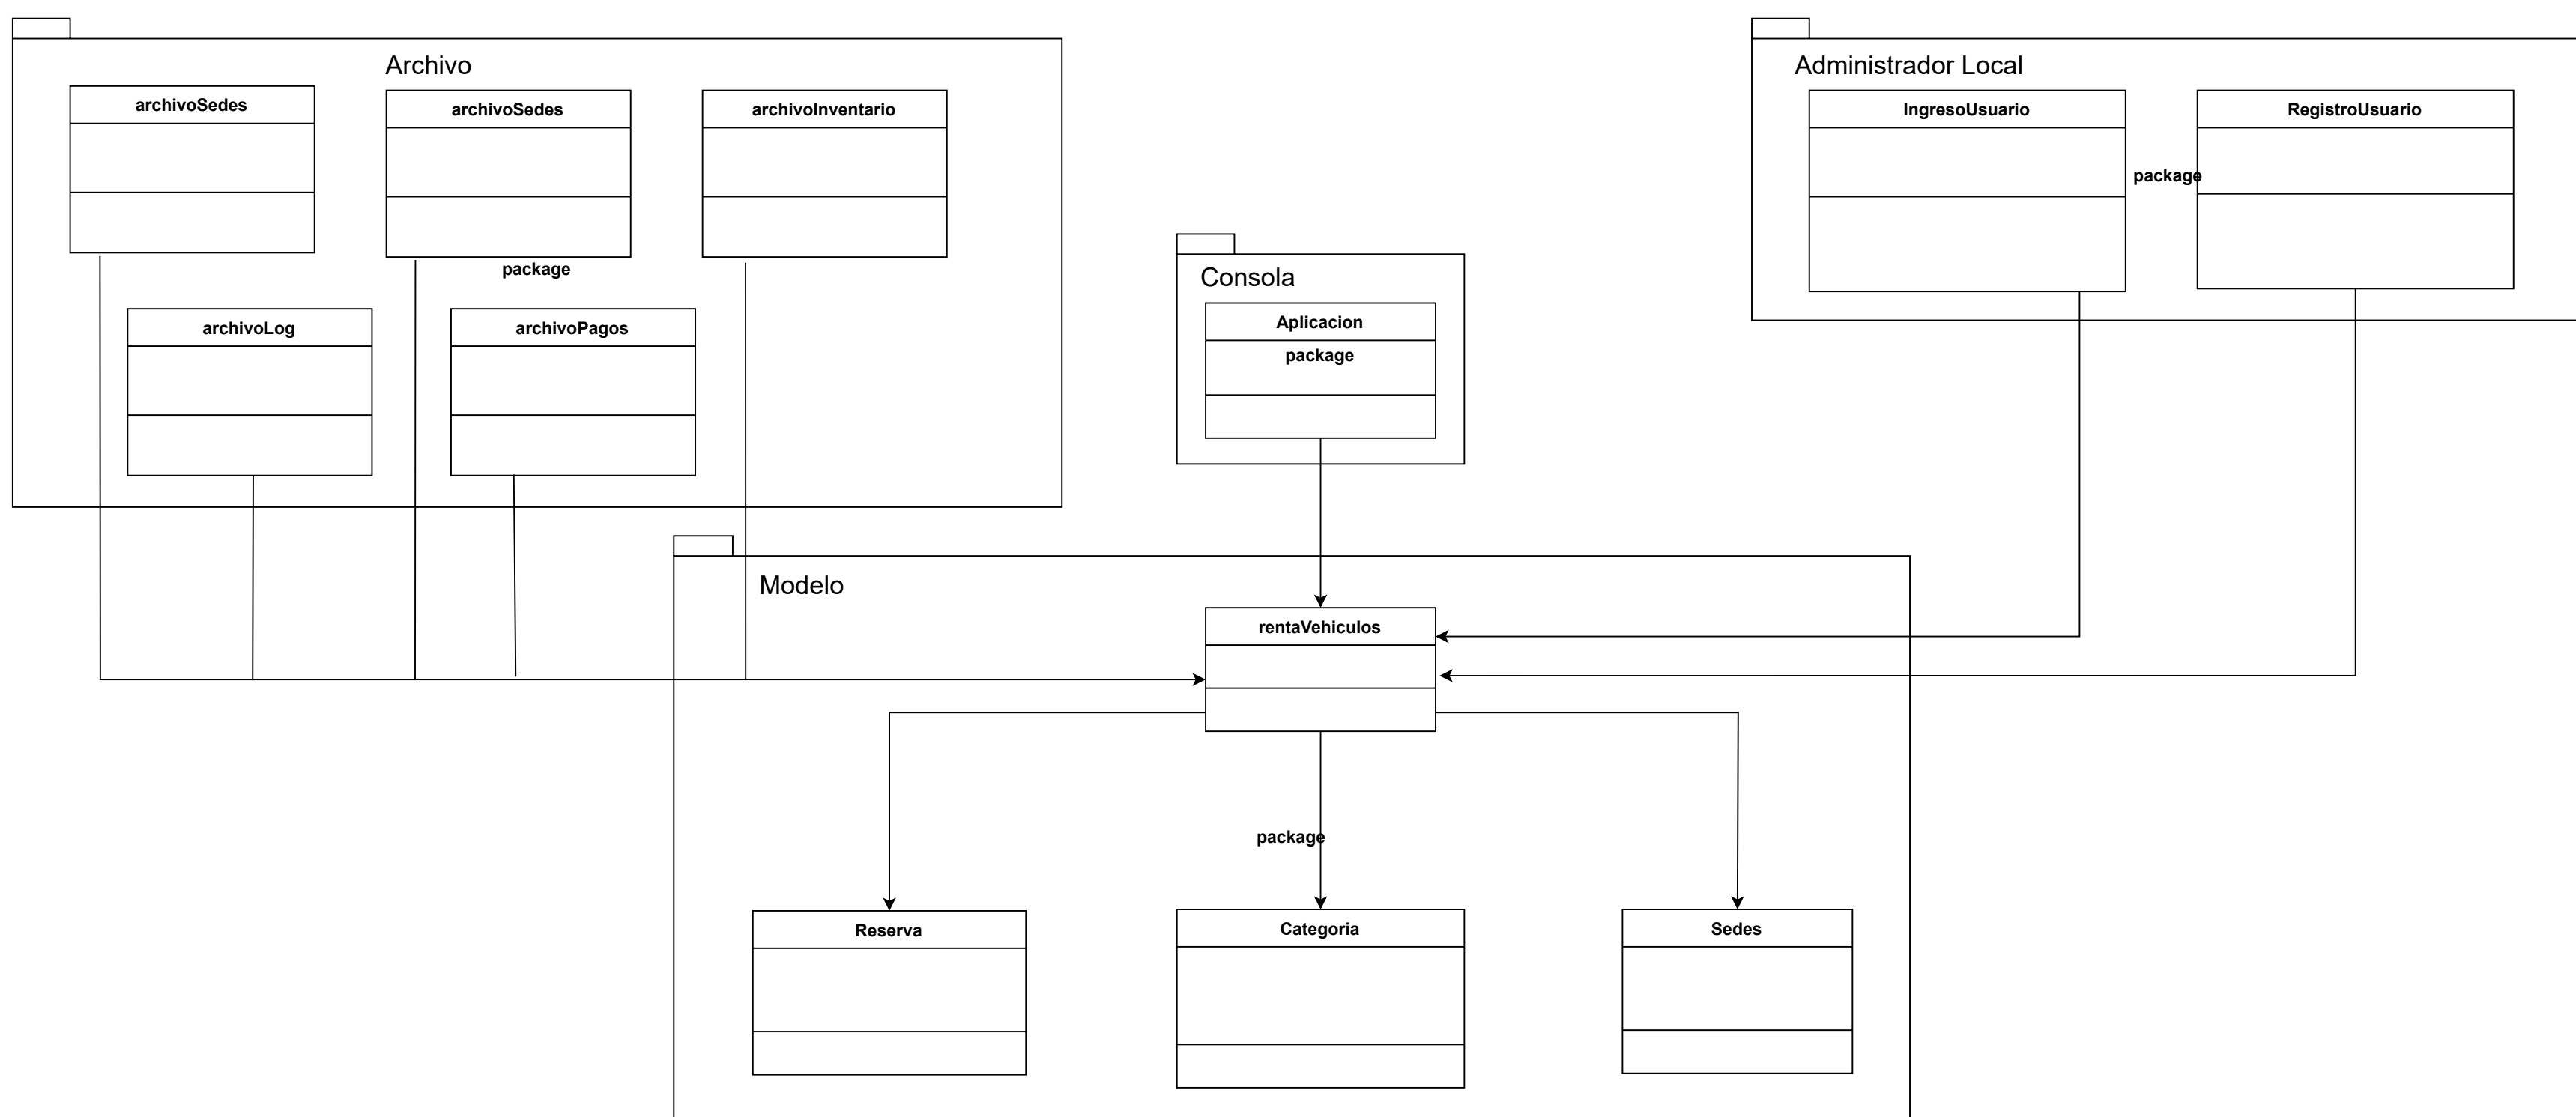 Archivo
Administrador Local
archivoSedes
archivoSedes
archivoInventario
IngresoUsuario
RegistroUsuario
package
package
Consola
archivoLog
archivoPagos
Aplicacion
package
Modelo
rentaVehiculos
package
Reserva
Categoria
Sedes